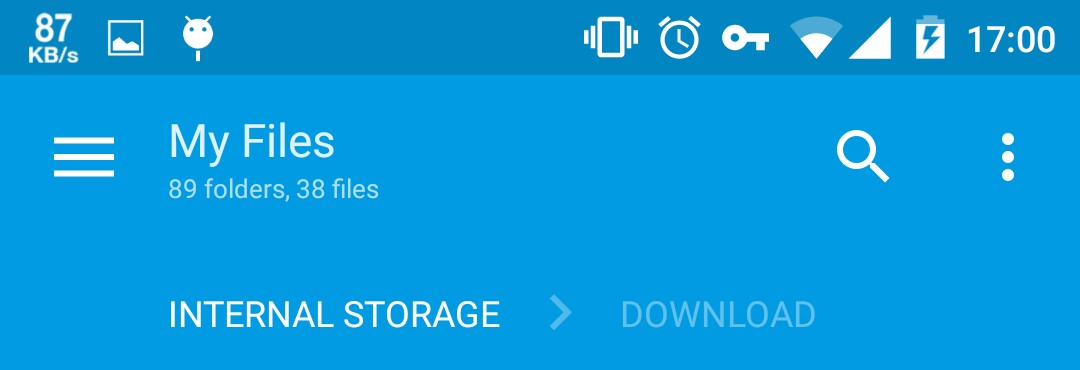 87
KB/s
17:00
My Files
89 folders, 38 files
INTERNAL STORAGE
DOWNLOAD